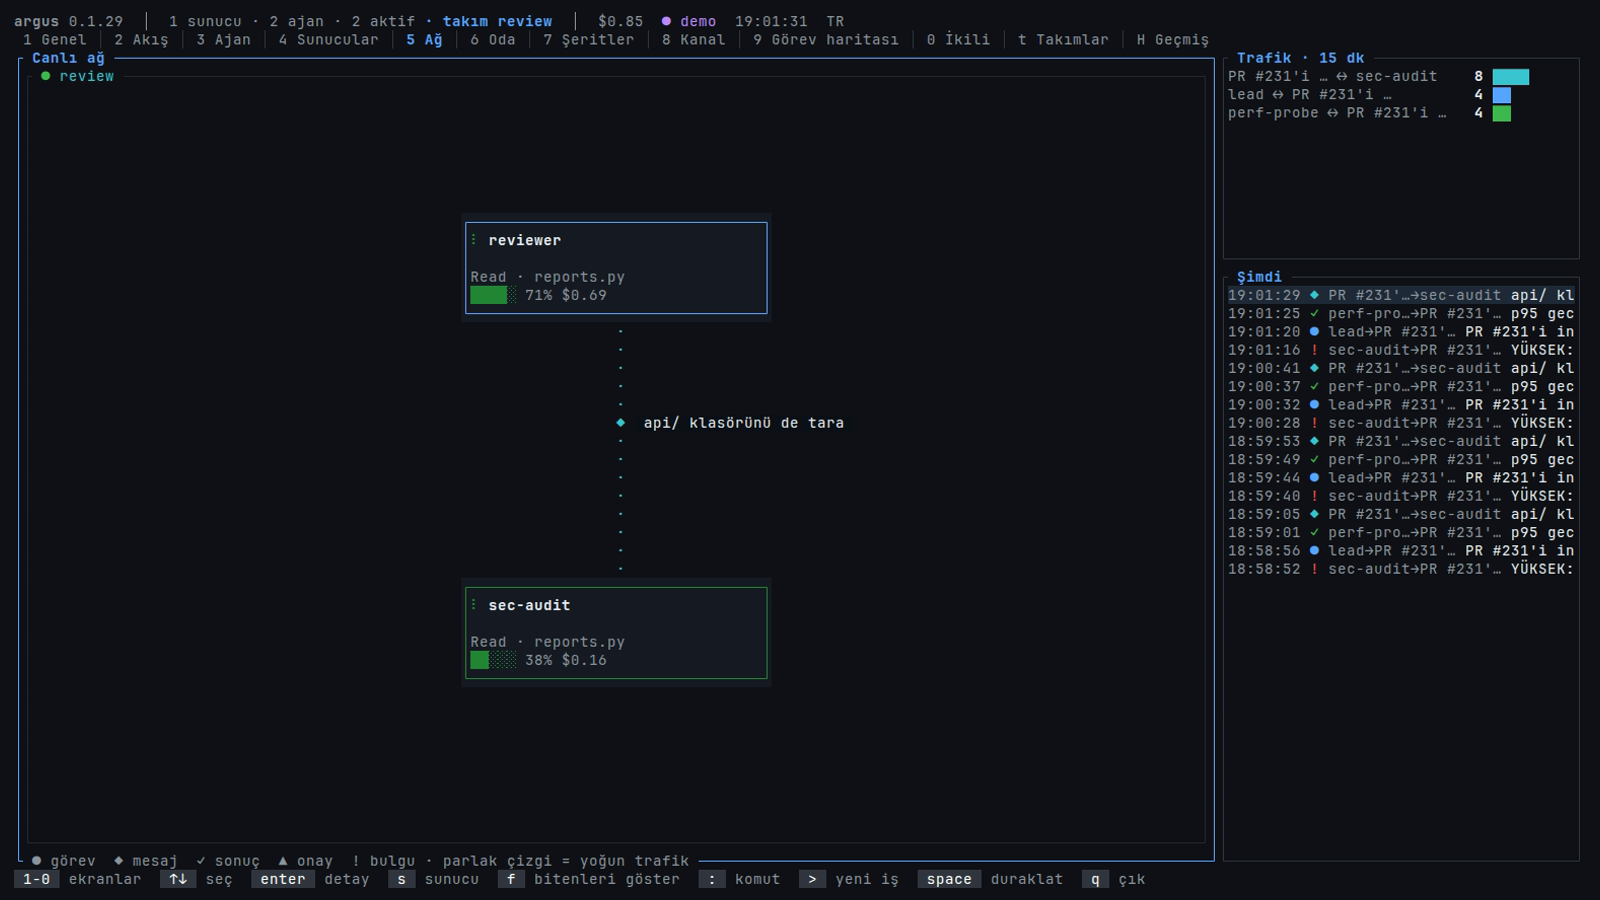 argus 0.1.29 │ 1 sunucu · 2 ajan · 2 aktif · takım review │ $0.85 ● demo 19:01:31 TR
1 Genel │ 2 Akış │ 3 Ajan │ 4 Sunucular │ 5 Ağ │ 6 Oda │ 7 Şeritler │ 8 Kanal │ 9 Görev haritası │ 0 İkili │ t Takımlar │ H Geçmiş
Canlı ağ
● review
⋮ reviewer
Read · reports.py
71% $0.69
◆ api/ klasörünü de tara
⋮ sec-audit
Read · reports.py
38% $0.16
● görev ◆ mesaj ✓ sonuç ▲ onay ! bulgu · parlak çizgi = yoğun trafik
Trafik · 15 dk
PR #231'i … ↔ sec-audit 8
lead ↔ PR #231'i … 4
perf-probe ↔ PR #231'i … 4
Şimdi
19:01:29 ◆ PR #231'…→sec-audit api/ kl
19:01:25 ✓ perf-pro…→PR #231'… p95 gec
19:01:20 ● lead→PR #231'… PR #231'i in
19:01:16 ! sec-audit→PR #231'… YÜKSEK:
19:00:41 ◆ PR #231'…→sec-audit api/ kl
19:00:37 ✓ perf-pro…→PR #231'… p95 gec
19:00:32 ● lead→PR #231'… PR #231'i in
19:00:28 ! sec-audit→PR #231'… YÜKSEK:
18:59:53 ◆ PR #231'…→sec-audit api/ kl
18:59:49 ✓ perf-pro…→PR #231'… p95 gec
18:59:44 ● lead→PR #231'… PR #231'i in
18:59:40 ! sec-audit→PR #231'… YÜKSEK:
18:59:05 ◆ PR #231'…→sec-audit api/ kl
18:59:01 ✓ perf-pro…→PR #231'… p95 gec
18:58:56 ● lead→PR #231'… PR #231'i in
18:58:52 ! sec-audit→PR #231'… YÜKSEK:
1-0 ekranlar ↑↓ seç enter detay s sunucu f bitenleri göster : komut > yeni iş space duraklat q çık